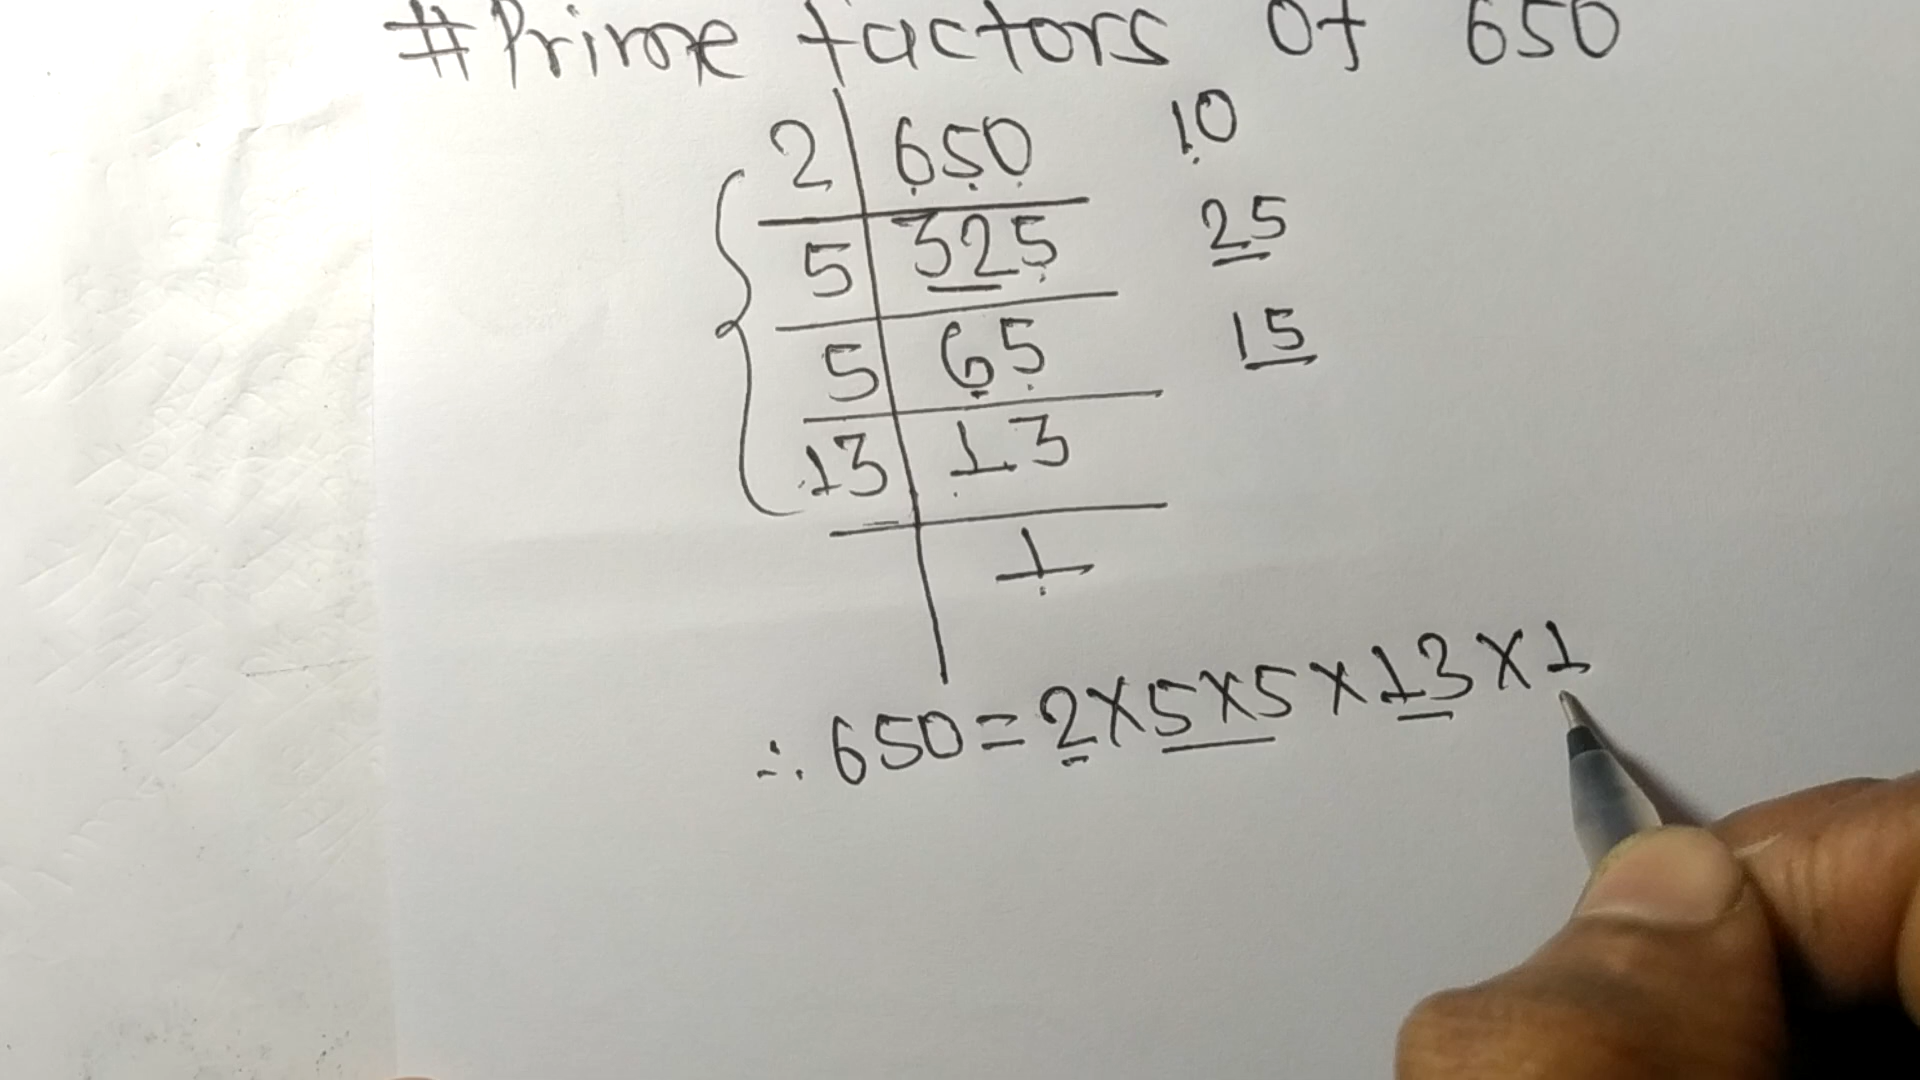 #Prime factors of 650
2 650 10
5 325 25
5 65 15
13 13
1
∴ 650 = 2 × 5 × 5 × 13 × 1